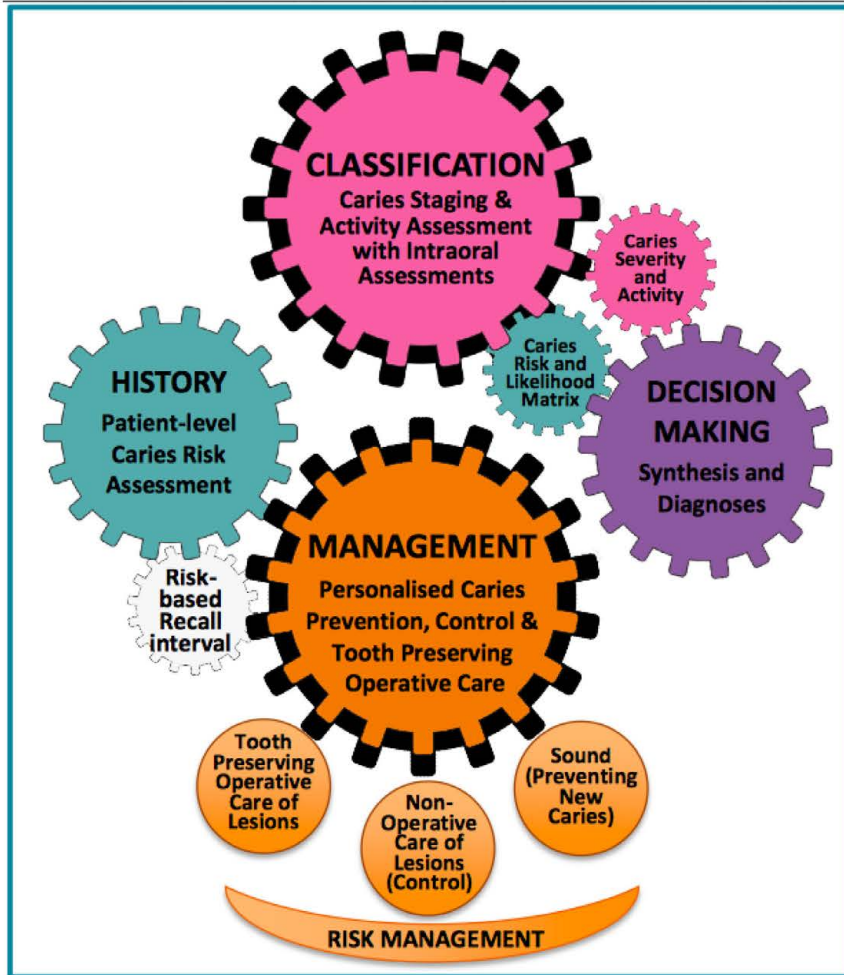 CLASSIFICATION
Caries Staging &
Activity Assessment
with Intraoral
Assessments
Caries
Severity
and
Activity
Caries
Risk and
Likelihood
Matrix
HISTORY
Patient-level
Caries Risk
Assessment
DECISION
MAKING
Synthesis and
Diagnoses
MANAGEMENT
Personalised Caries
Prevention, Control &
Tooth Preserving
Operative Care
Risk-
based
Recall
interval
Tooth
Preserving
Operative
Care of
Lesions
Non-
Operative
Care of
Lesions
(Control)
Sound
(Preventing
New
Caries)
RISK MANAGEMENT